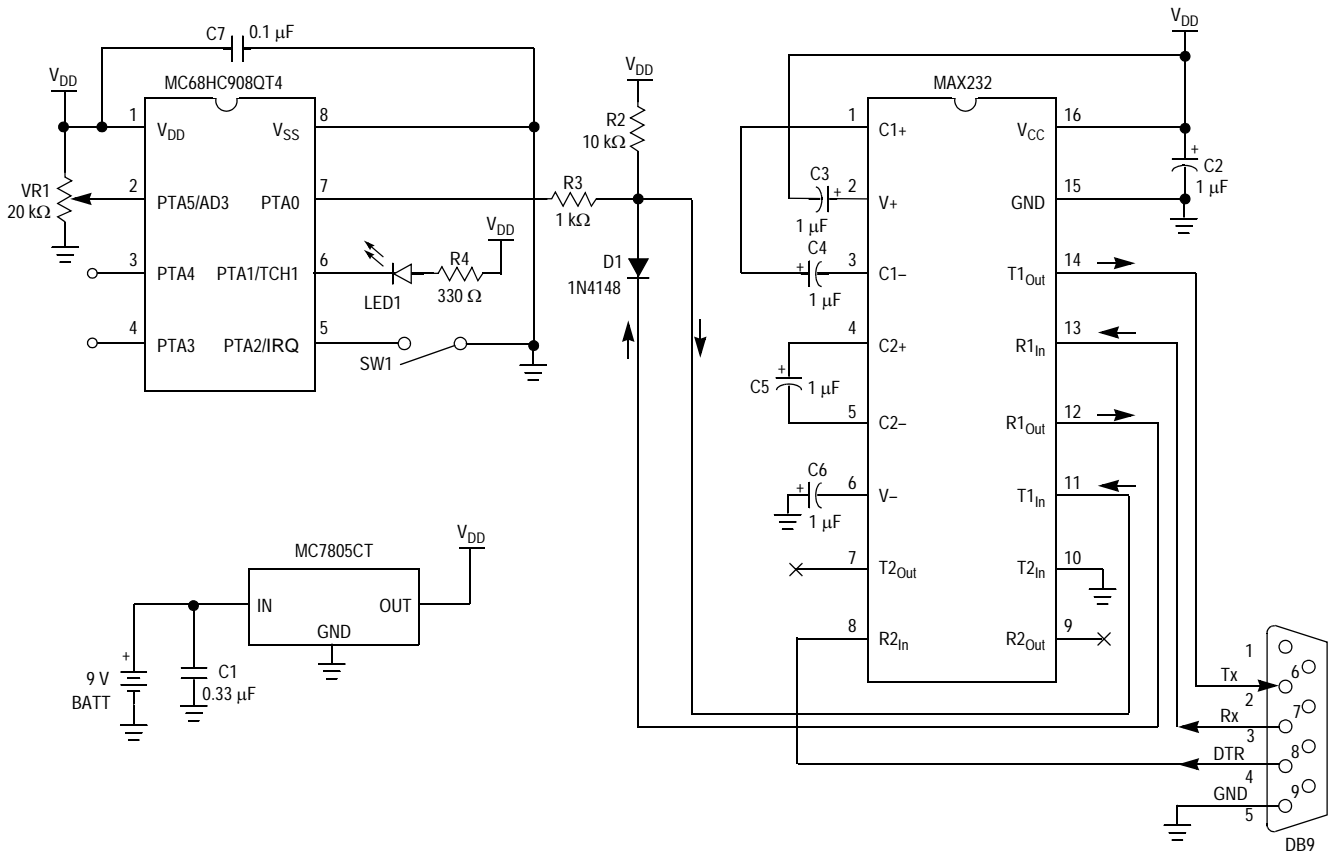 C7 0.1 µF
VDD
MC68HC908QT4
1 VDD VSS 8
VR1
20 kΩ
2 PTA5/AD3 PTA0 7
3 PTA4 PTA1/TCH1 6
4 PTA3 PTA2/IRQ 5
LED1
R4
330 Ω
VDD
SW1
VDD
R2
10 kΩ
R3
1 kΩ
D1
1N4148
VDD
MAX232
1 C1+ VCC 16
2 V+ GND 15
3 C1– T1Out 14
4 C2+ R1In 13
5 C2– R1Out 12
6 V– T1In 11
7 T2Out T2In 10
8 R2In R2Out 9
+ C2
1 µF
C3 +
1 µF
C4
+
1 µF
+
C5 1 µF
C6
+
1 µF
MC7805CT
VDD
IN OUT
GND
+
9 V
BATT
C1
0.33 µF
Tx
Rx
DTR
GND
1
6
2
7
3
8
4
9
5
DB9